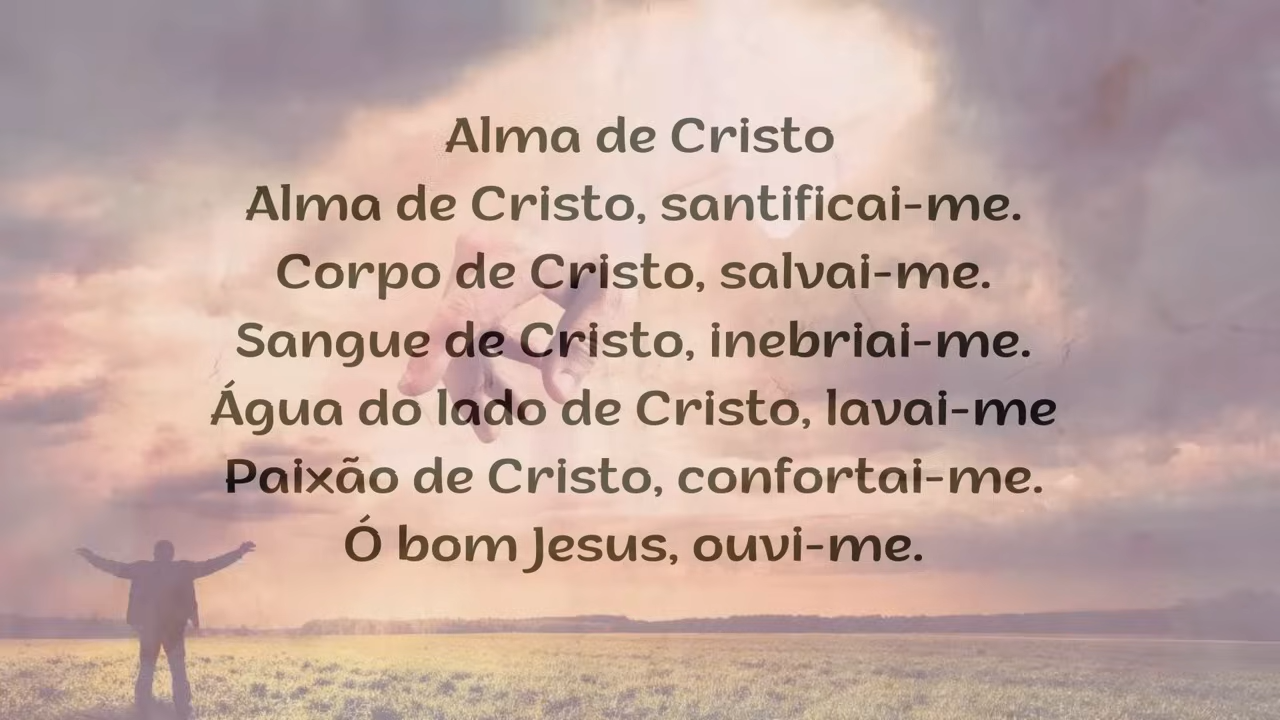 Alma de Cristo
Alma de Cristo, santificai-me.
Corpo de Cristo, salvai-me.
Sangue de Cristo, inebriai-me.
Água do lado de Cristo, lavai-me
Paixão de Cristo, confortai-me.
Ó bom Jesus, ouvi-me.